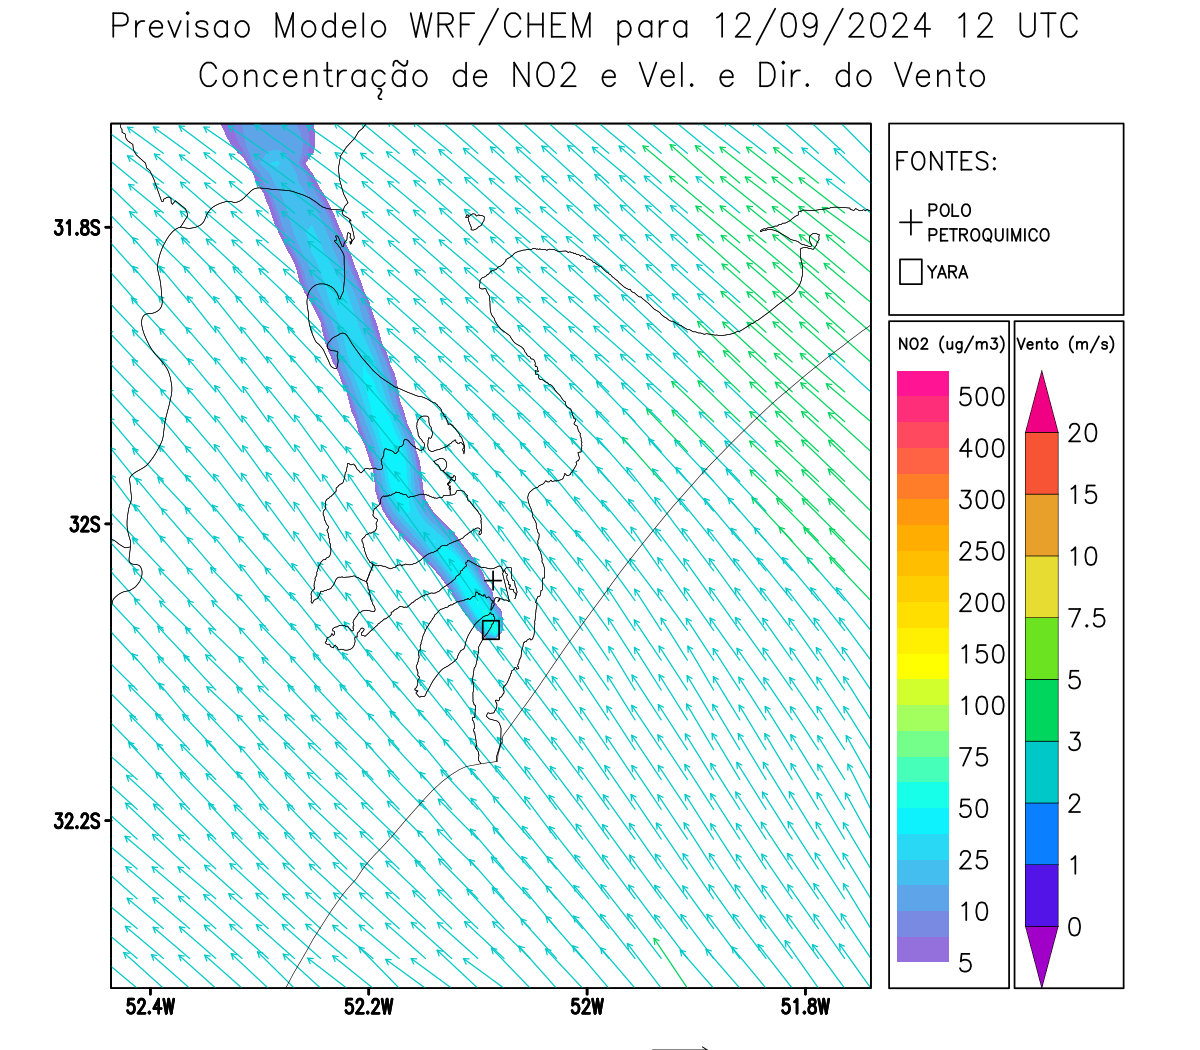 Previsao Modelo WRF/CHEM para 12/09/2024 12 UTC
Concentração de NO2 e Vel. e Dir. do Vento
FONTES:
POLO
PETROQUIMICO
YARA
NO2 (ug/m3)
500
400
300
250
200
150
100
75
50
25
10
5
Vento (m/s)
20
15
10
7.5
5
3
2
1
0
31.8S
32S
32.2S
52.4W 52.2W 52W 51.8W